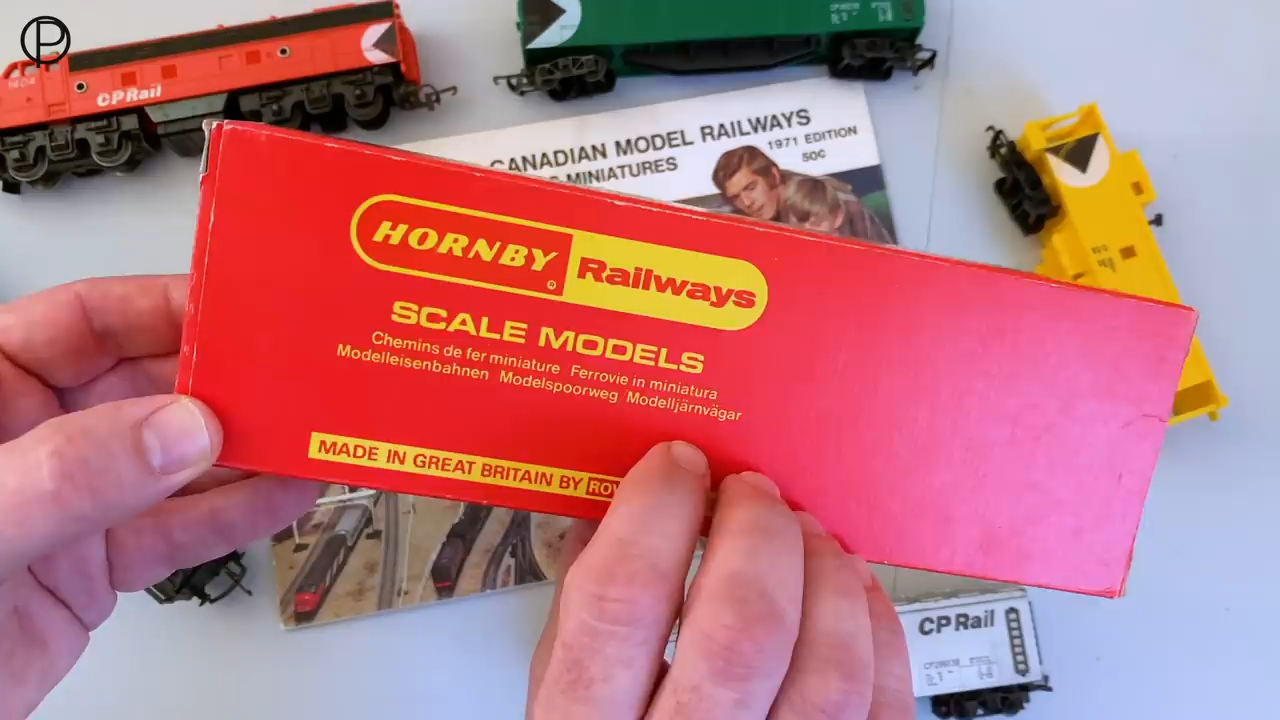 1404
CP Rail
CANADIAN MODEL RAILWAYS
MINIATURES
1971 EDITION
50¢
HORNBY Railways
®
SCALE MODELS
Chemins de fer miniature Ferrovie in miniatura
Modelleisenbahnen Modelspoorweg Modelljärnvägar
MADE IN GREAT BRITAIN BY
CP Rail